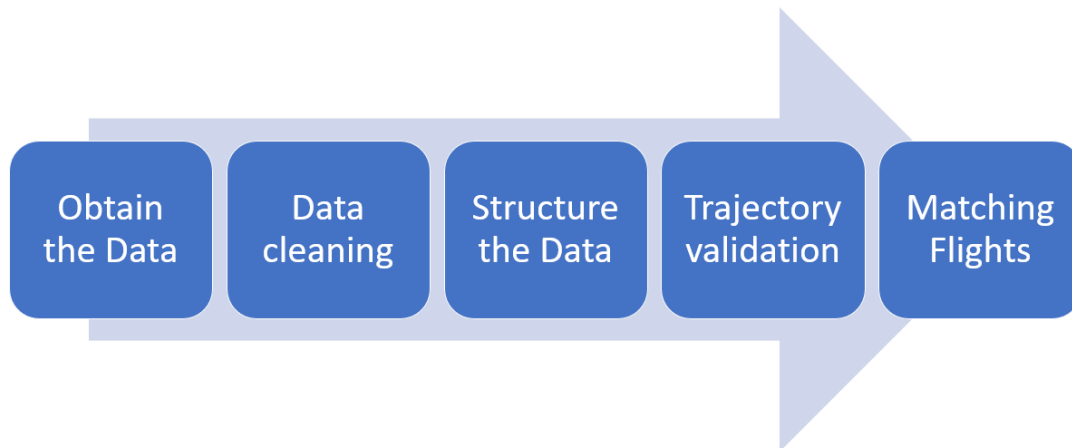 Obtain
the Data
Data
cleaning
Structure
the Data
Trajectory
validation
Matching
Flights